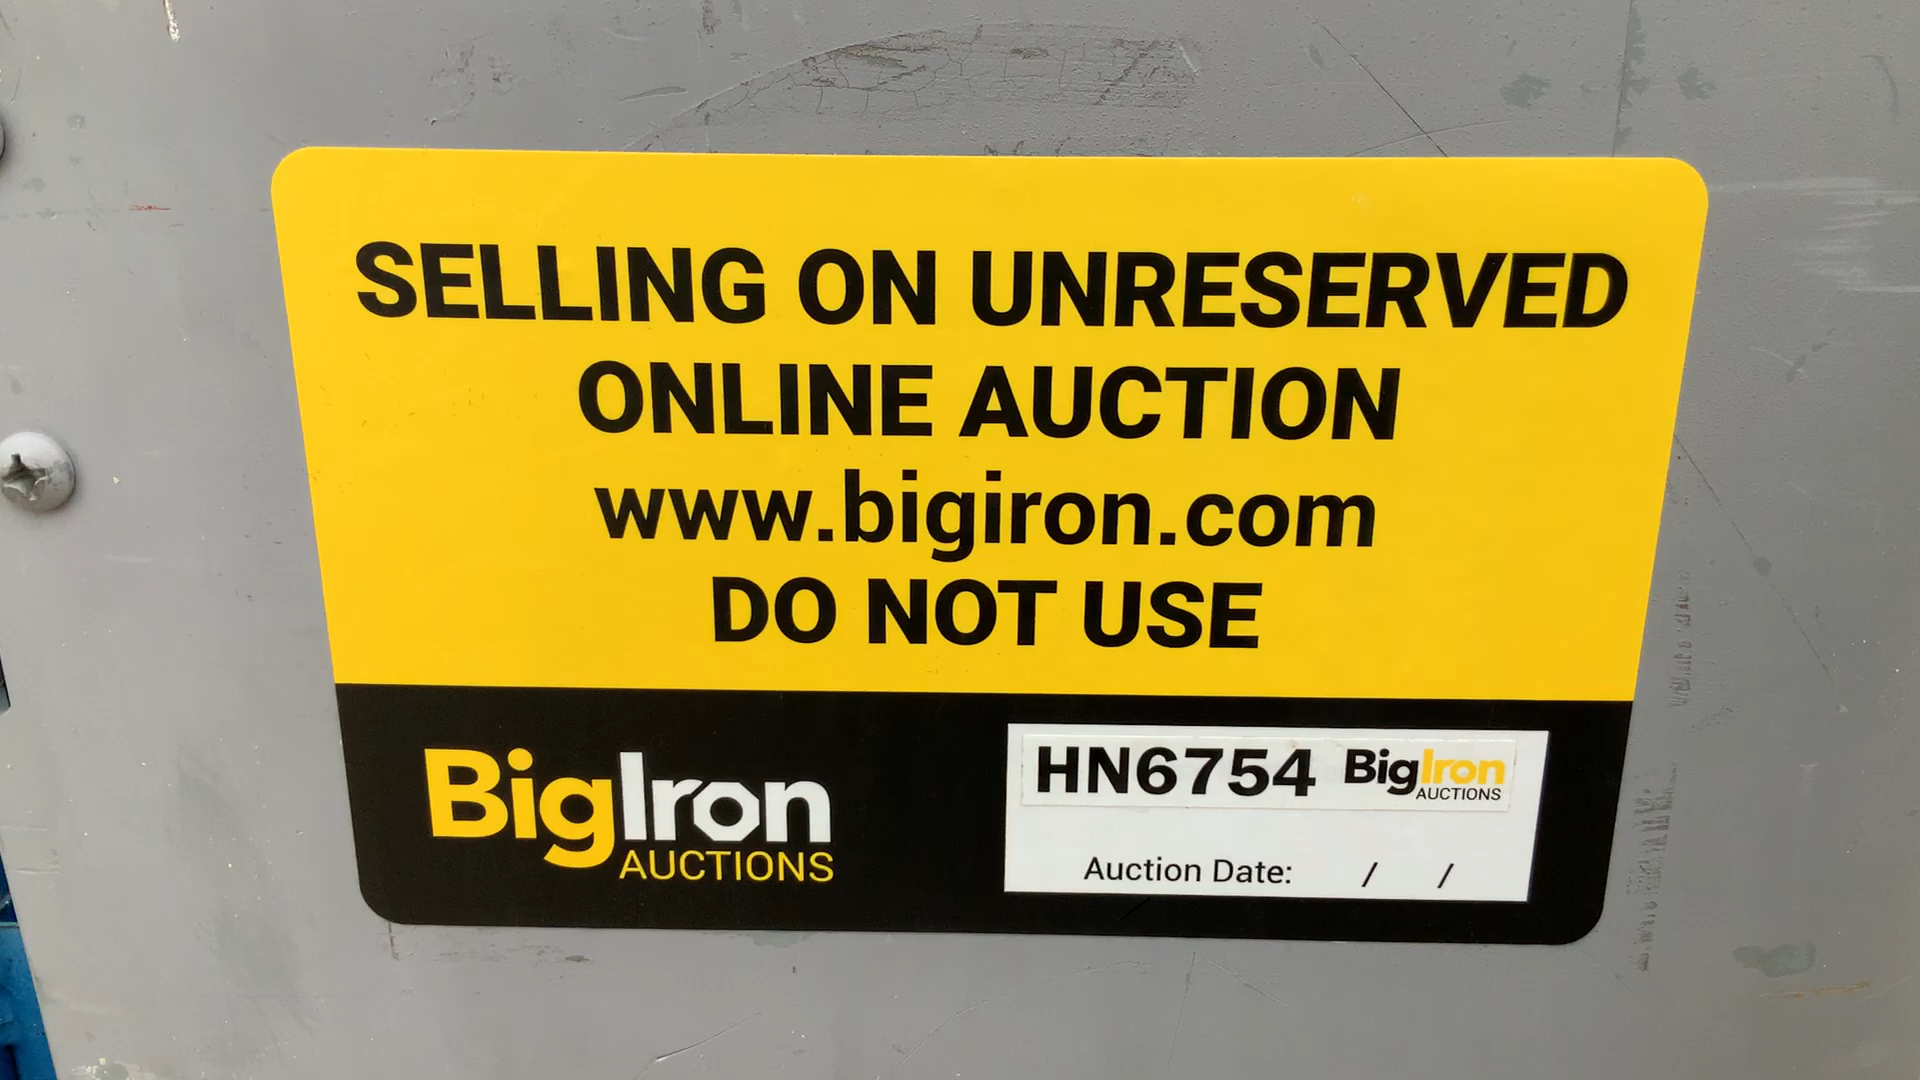 SELLING ON UNRESERVED
ONLINE AUCTION
www.bigiron.com
DO NOT USE
BigIron
AUCTIONS
HN6754 BigIron
AUCTIONS
Auction Date: / /